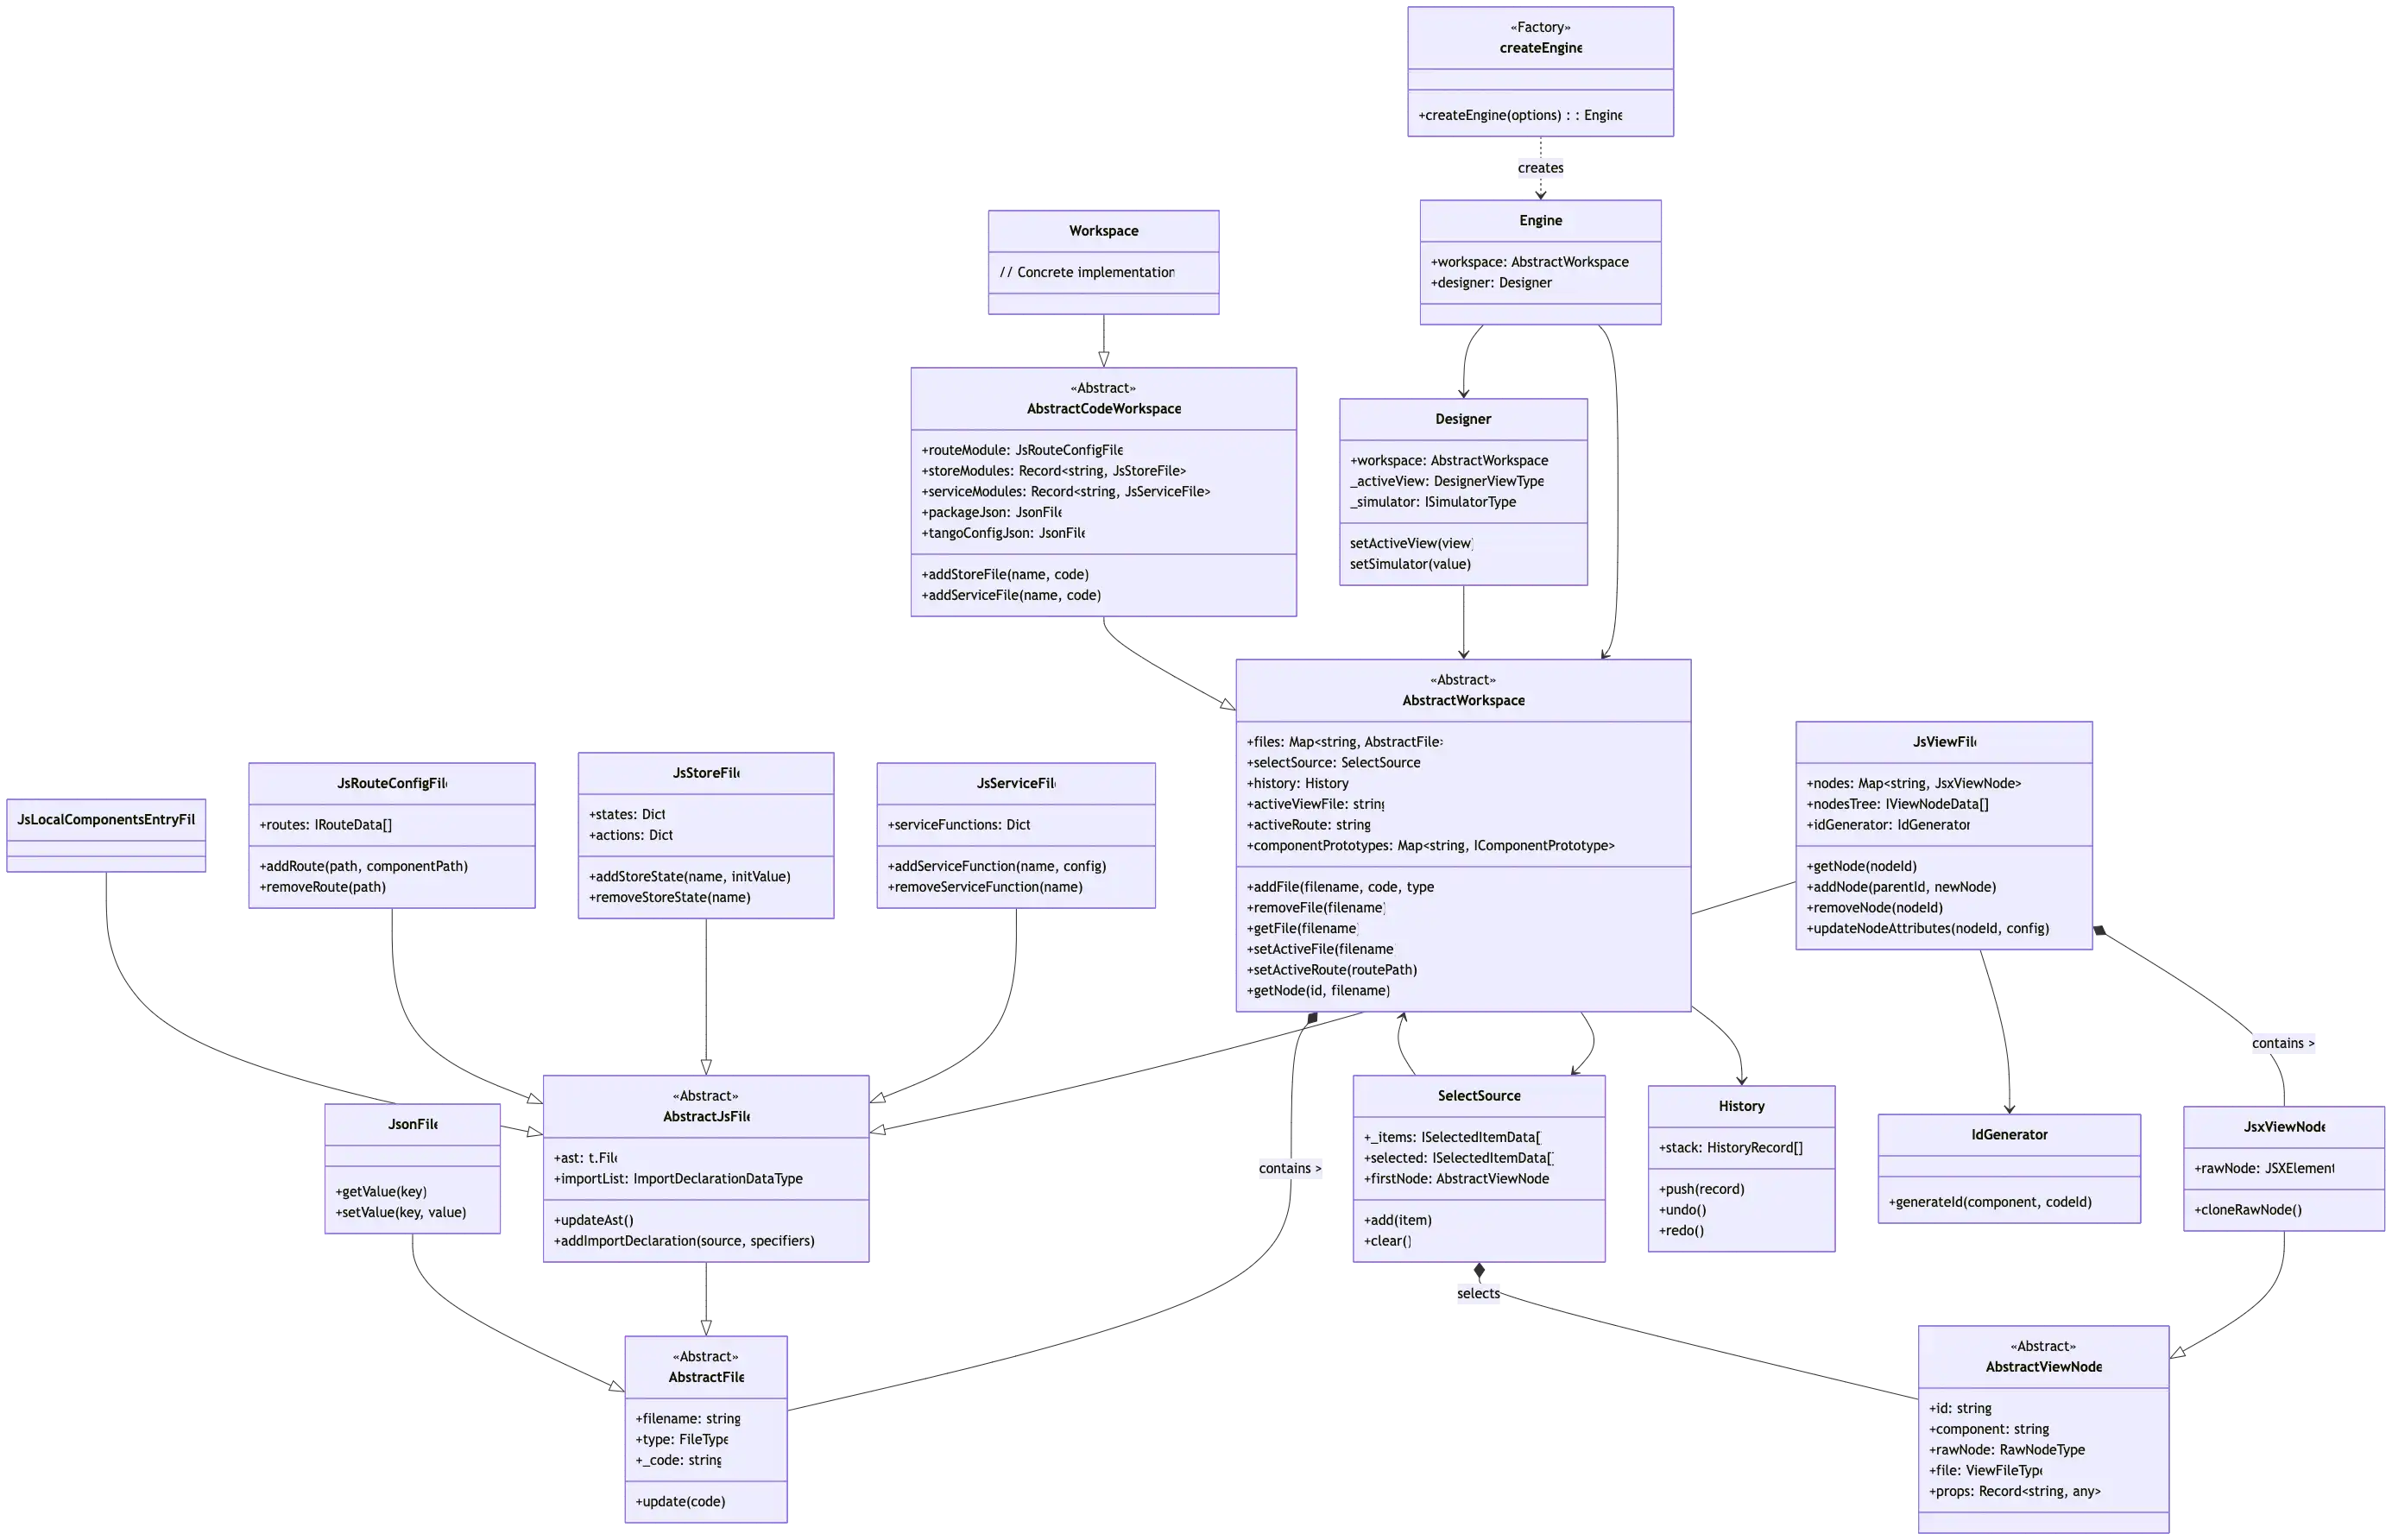 «Factory»
createEngine
+createEngine(options) : : Engine
creates
Workspace
// Concrete implementation
Engine
+workspace: AbstractWorkspace
+designer: Designer
«Abstract»
AbstractCodeWorkspace
+routeModule: JsRouteConfigFile
+storeModules: Record<string, JsStoreFile>
+serviceModules: Record<string, JsServiceFile>
+packageJson: JsonFile
+tangoConfigJson: JsonFile
+addStoreFile(name, code)
+addServiceFile(name, code)
Designer
+workspace: AbstractWorkspace
_activeView: DesignerViewType
_simulator: ISimulatorType
setActiveView(view)
setSimulator(value)
«Abstract»
AbstractWorkspace
+files: Map<string, AbstractFile>
+selectSource: SelectSource
+history: History
+activeViewFile: string
+activeRoute: string
+componentPrototypes: Map<string, IComponentPrototype>
+addFile(filename, code, type
+removeFile(filename)
+getFile(filename)
+setActiveFile(filename
+setActiveRoute(routePath)
+getNode(id, filename)
JsViewFile
+nodes: Map<string, JsxViewNode>
+nodesTree: IViewNodeData[]
+idGenerator: IdGenerator
+getNode(nodeId)
+addNode(parentId, newNode)
+removeNode(nodeId)
+updateNodeAttributes(nodeId, config)
JsLocalComponentsEntryFil
JsRouteConfigFile
+routes: IRouteData[]
+addRoute(path, componentPath)
+removeRoute(path)
JsStoreFile
+states: Dict
+actions: Dict
+addStoreState(name, initValue)
+removeStoreState(name)
JsServiceFile
+serviceFunctions: Dict
+addServiceFunction(name, config)
+removeServiceFunction(name)
contains >
JsonFile
+getValue(key)
+setValue(key, value)
«Abstract»
AbstractJsFile
+ast: t.File
+importList: ImportDeclarationDataType
+updateAst()
+addImportDeclaration(source, specifiers)
contains >
SelectSource
+_items: ISelectedItemData[]
+selected: ISelectedItemData[]
+firstNode: AbstractViewNode
+add(item)
+clear()
History
+stack: HistoryRecord[]
+push(record)
+undo()
+redo()
IdGenerator
+generateId(component, codeId)
JsxViewNode
+rawNode: JSXElement
+cloneRawNode()
selects
«Abstract»
AbstractFile
+filename: string
+type: FileType
+_code: string
+update(code)
«Abstract»
AbstractViewNode
+id: string
+component: string
+rawNode: RawNodeType
+file: ViewFileType
+props: Record<string, any>